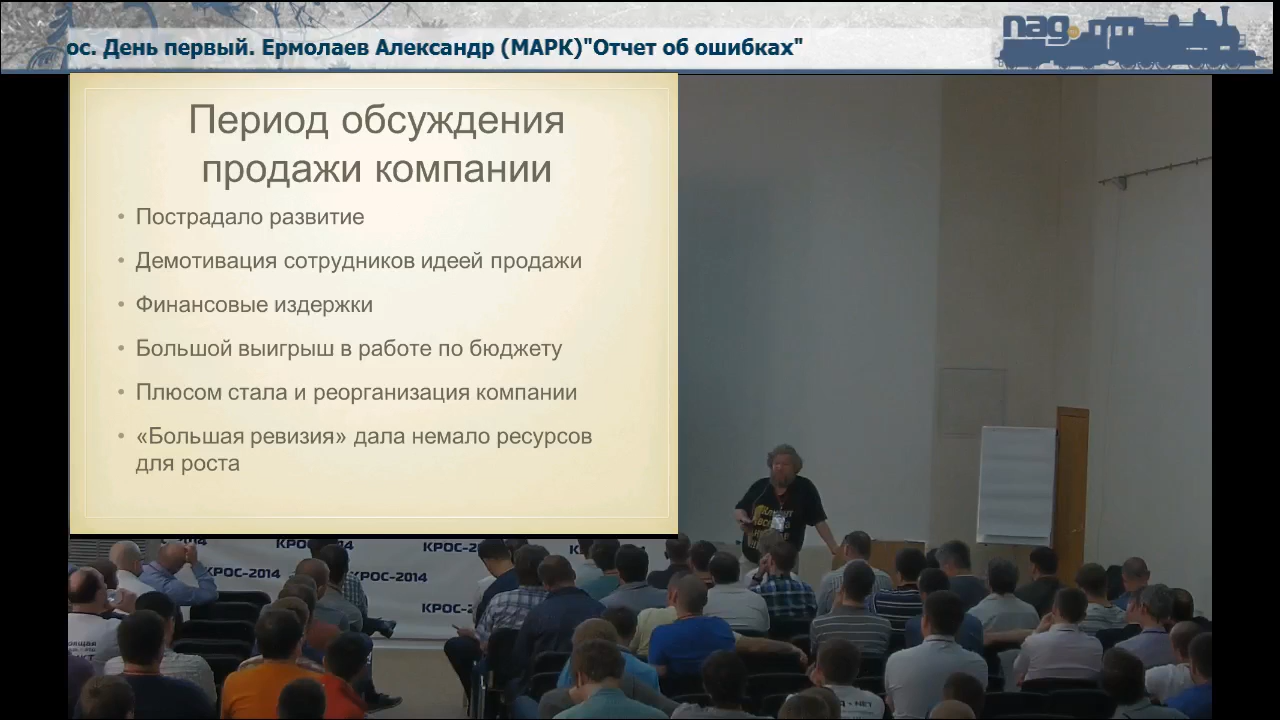 ос. День первый. Ермолаев Александр (МАРК)"Отчет об ошибках"
nag
Период обсуждения
продажи компании
• Пострадало развитие
• Демотивация сотрудников идеей продажи
• Финансовые издержки
• Большой выигрыш в работе по бюджету
• Плюсом стала и реорганизация компании
• «Большая ревизия» дала немало ресурсов
для роста
КРОС-2014
КРОС-2014
КРОС-2014